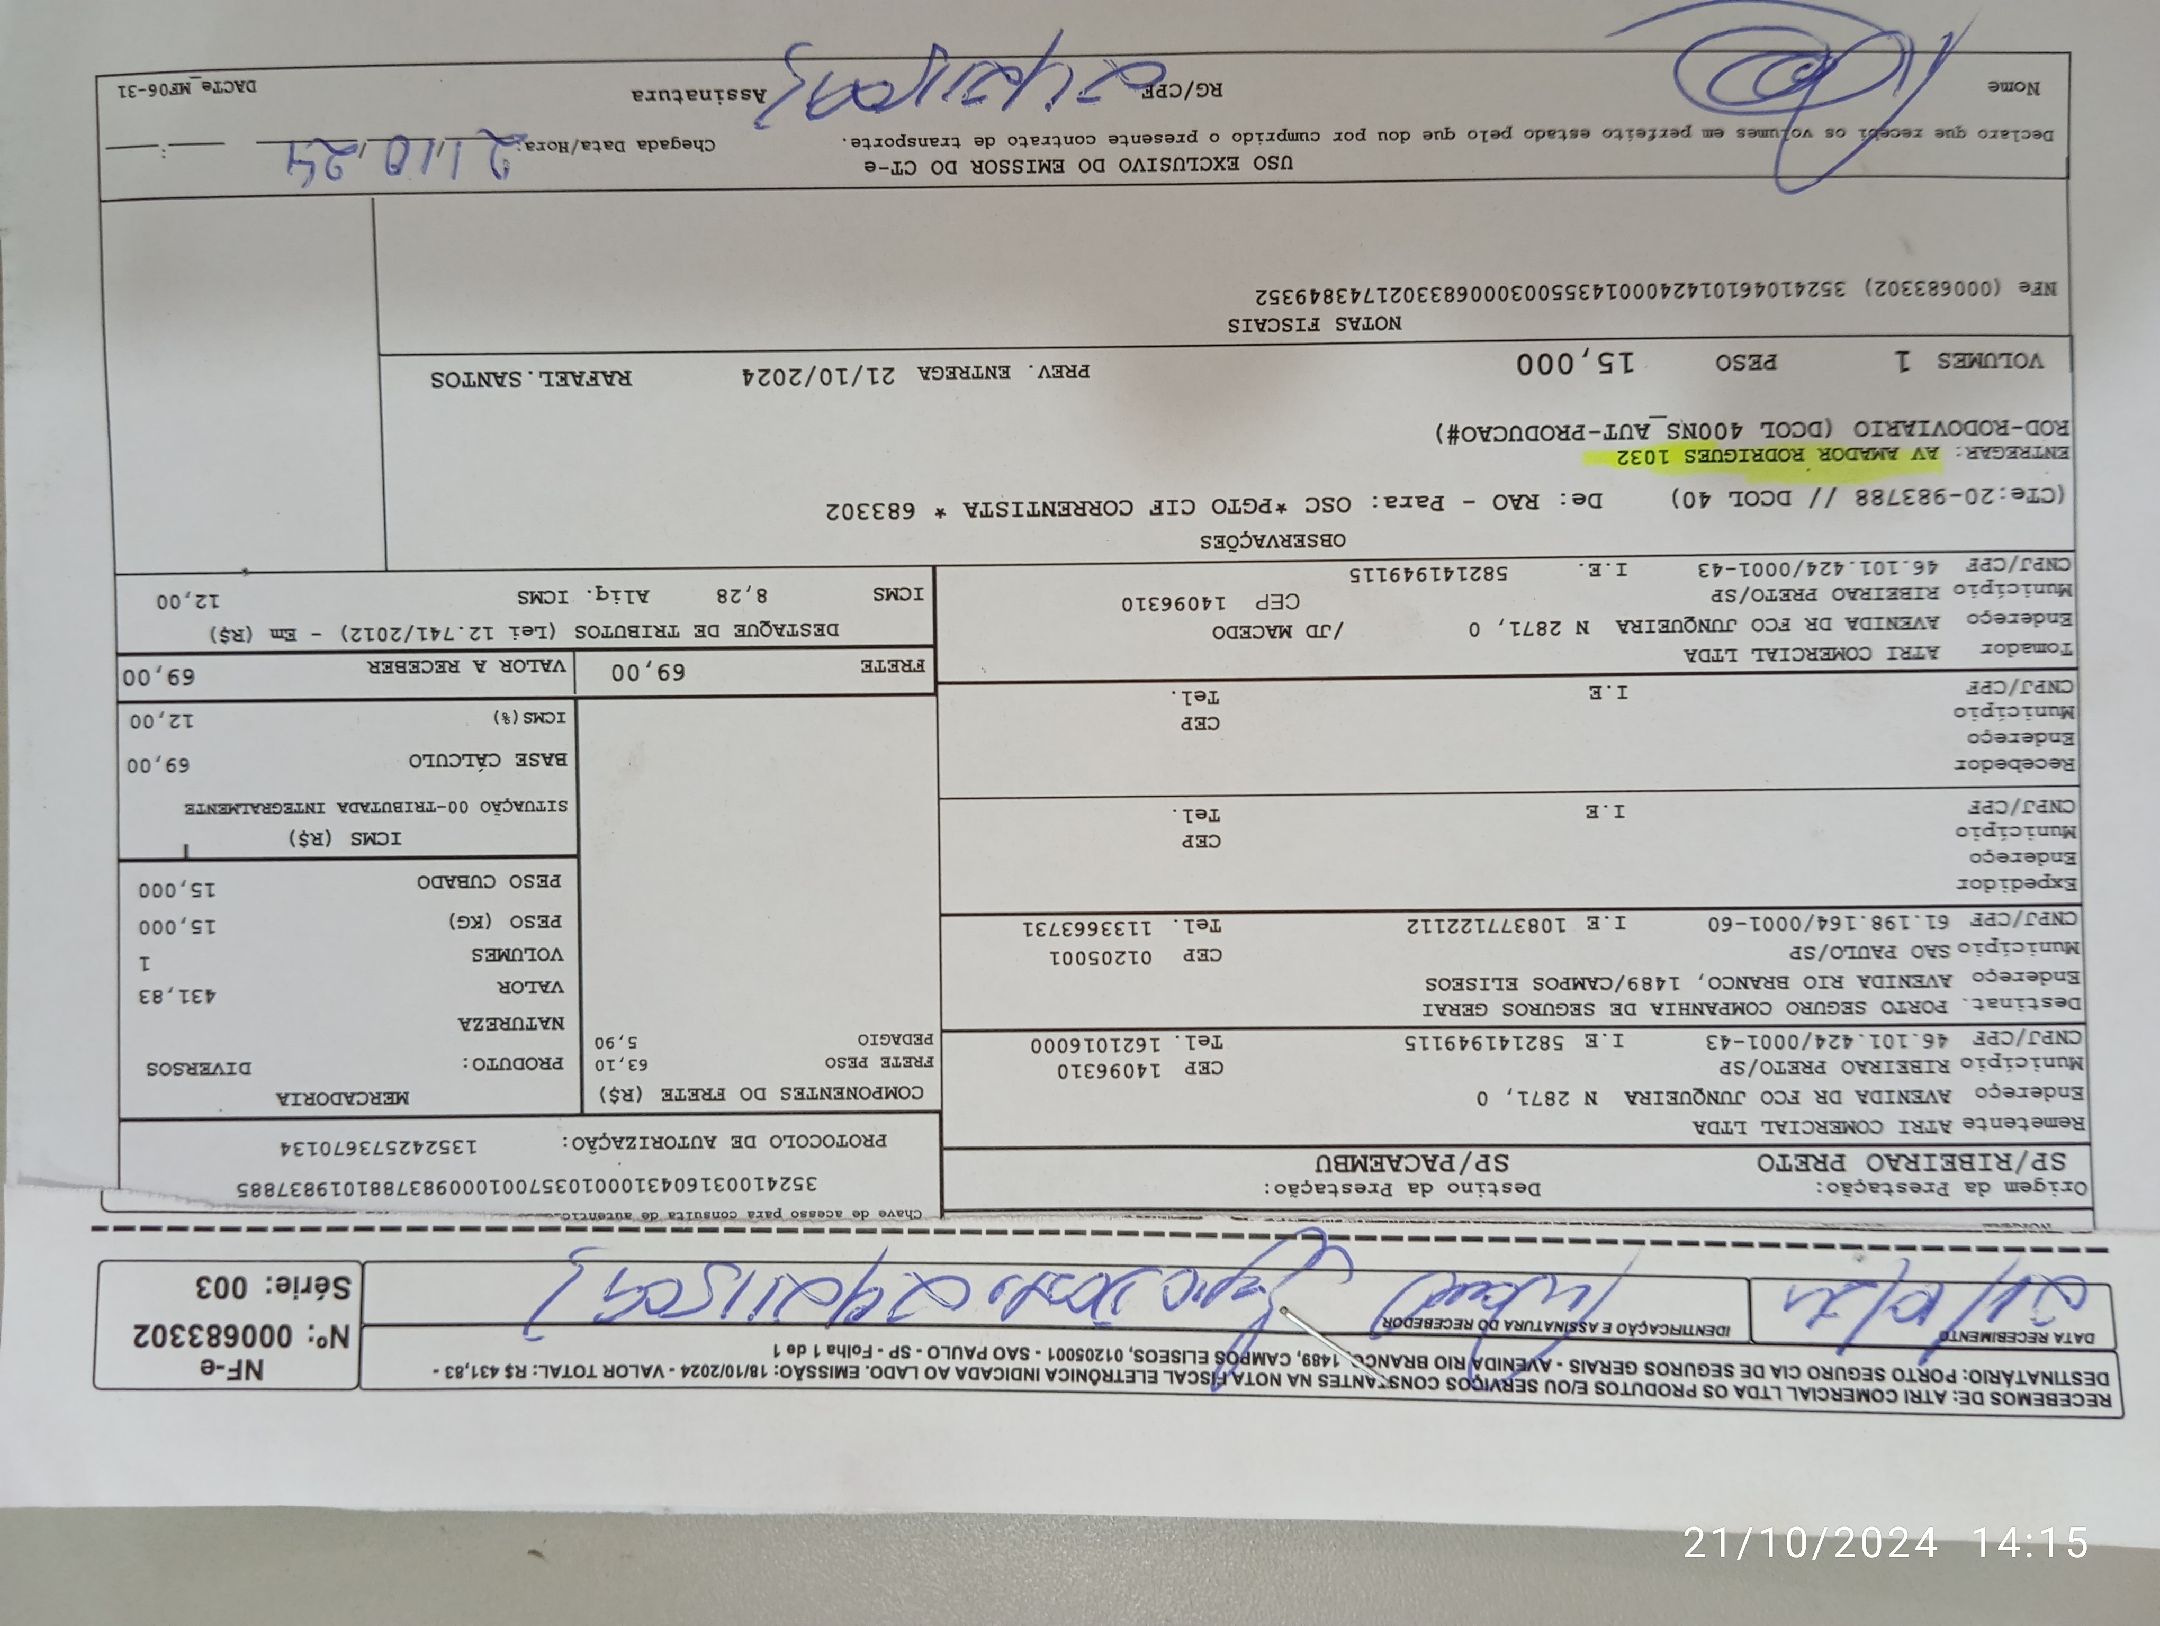 RECEBEMOS DE: ATRI COMERCIAL LTDA OS PRODUTOS E/OU SERVIÇOS CONSTANTES NA NOTA FISCAL ELETRÔNICA INDICADA AO LADO. EMISSÃO: 18/10/2024 - VALOR TOTAL: R$ 431,83 -
DESTINATÁRIO: PORTO SEGURO CIA DE SEGUROS GERAIS - AVENIDA RIO BRANCO, 1489, CAMPOS ELISEOS, 01205001 - SAO PAULO - SP - Folha 1 de 1
NF-e
Nº: 000683302
Série: 003
DATA RECEBIMENTO
IDENTIFICAÇÃO E ASSINATURA DO RECEBEDOR
21/10/24
Chave de acesso para consulta de autentic
Origem da Prestação:
Destino da Prestação:
SP/RIBEIRAO PRETO
SP/PACAEMBU
35241003160431000103570010009837881019837885
PROTOCOLO DE AUTORIZAÇÃO: 135242573670134
Remetente ATRI COMERCIAL LTDA
Endereço AVENIDA DR FCO JUNQUEIRA N 2871, 0
Município RIBEIRAO PRETO/SP CEP 14096310
CNPJ/CPF 46.101.424/0001-43 I.E 582141949115 Tel. 1621016000
Destinat. PORTO SEGURO COMPANHIA DE SEGUROS GERAI
Endereço AVENIDA RIO BRANCO, 1489/CAMPOS ELISEOS
Município SAO PAULO/SP CEP 01205001
CNPJ/CPF 61.198.164/0001-60 I.E 108377122112 Tel. 1133663731
Expedidor
Endereço
Município CEP
CNPJ/CPF I.E Tel.
Recebedor
Endereço
Município CEP
CNPJ/CPF I.E Tel.
Tomador ATRI COMERCIAL LTDA
Endereço AVENIDA DR FCO JUNQUEIRA N 2871, 0 /JD MACEDO
Município RIBEIRAO PRETO/SP CEP 14096310
CNPJ/CPF 46.101.424/0001-43 I.E. 582141949115
COMPONENTES DO FRETE (R$)
FRETE PESO 63,10
PEDAGIO 5,90
MERCADORIA
PRODUTO: DIVERSOS
NATUREZA
VALOR 431,83
VOLUMES 1
PESO (KG) 15,000
PESO CUBADO 15,000
ICMS (R$)
SITUAÇÃO 00-TRIBUTADA INTEGRALMENTE
BASE CÁLCULO 69,00
ICMS(%) 12,00
FRETE 69,00
VALOR A RECEBER 69,00
DESTAQUE DE TRIBUTOS (Lei 12.741/2012) - Em (R$)
ICMS 8,28 Aliq. ICMS 12,00
OBSERVAÇÕES
(CTe:20-983788 // DCOL 40) De: RAO - Para: OSC *PGTO CIF CORRENTISTA * 683302
ENTREGAR: AV AMADOR RODRIGUES 1032
ROD-RODOVIARIO (DCOL 400NS_AUT-PRODUCAO#)
VOLUMES 1 PESO 15,000 PREV. ENTREGA 21/10/2024 RAFAEL.SANTOS
NOTAS FISCAIS
NFe (000683302) 35241046101424000143550030006833021743849352
USO EXCLUSIVO DO EMISSOR DO CT-e
Declaro que recebi os volumes em perfeito estado pelo que dou por cumprido o presente contrato de transporte.
Chegada Data/Hora: 21.10.24
Nome RG/CPF Assinatura
DACTe_MF06-31
21/10/2024 14:15